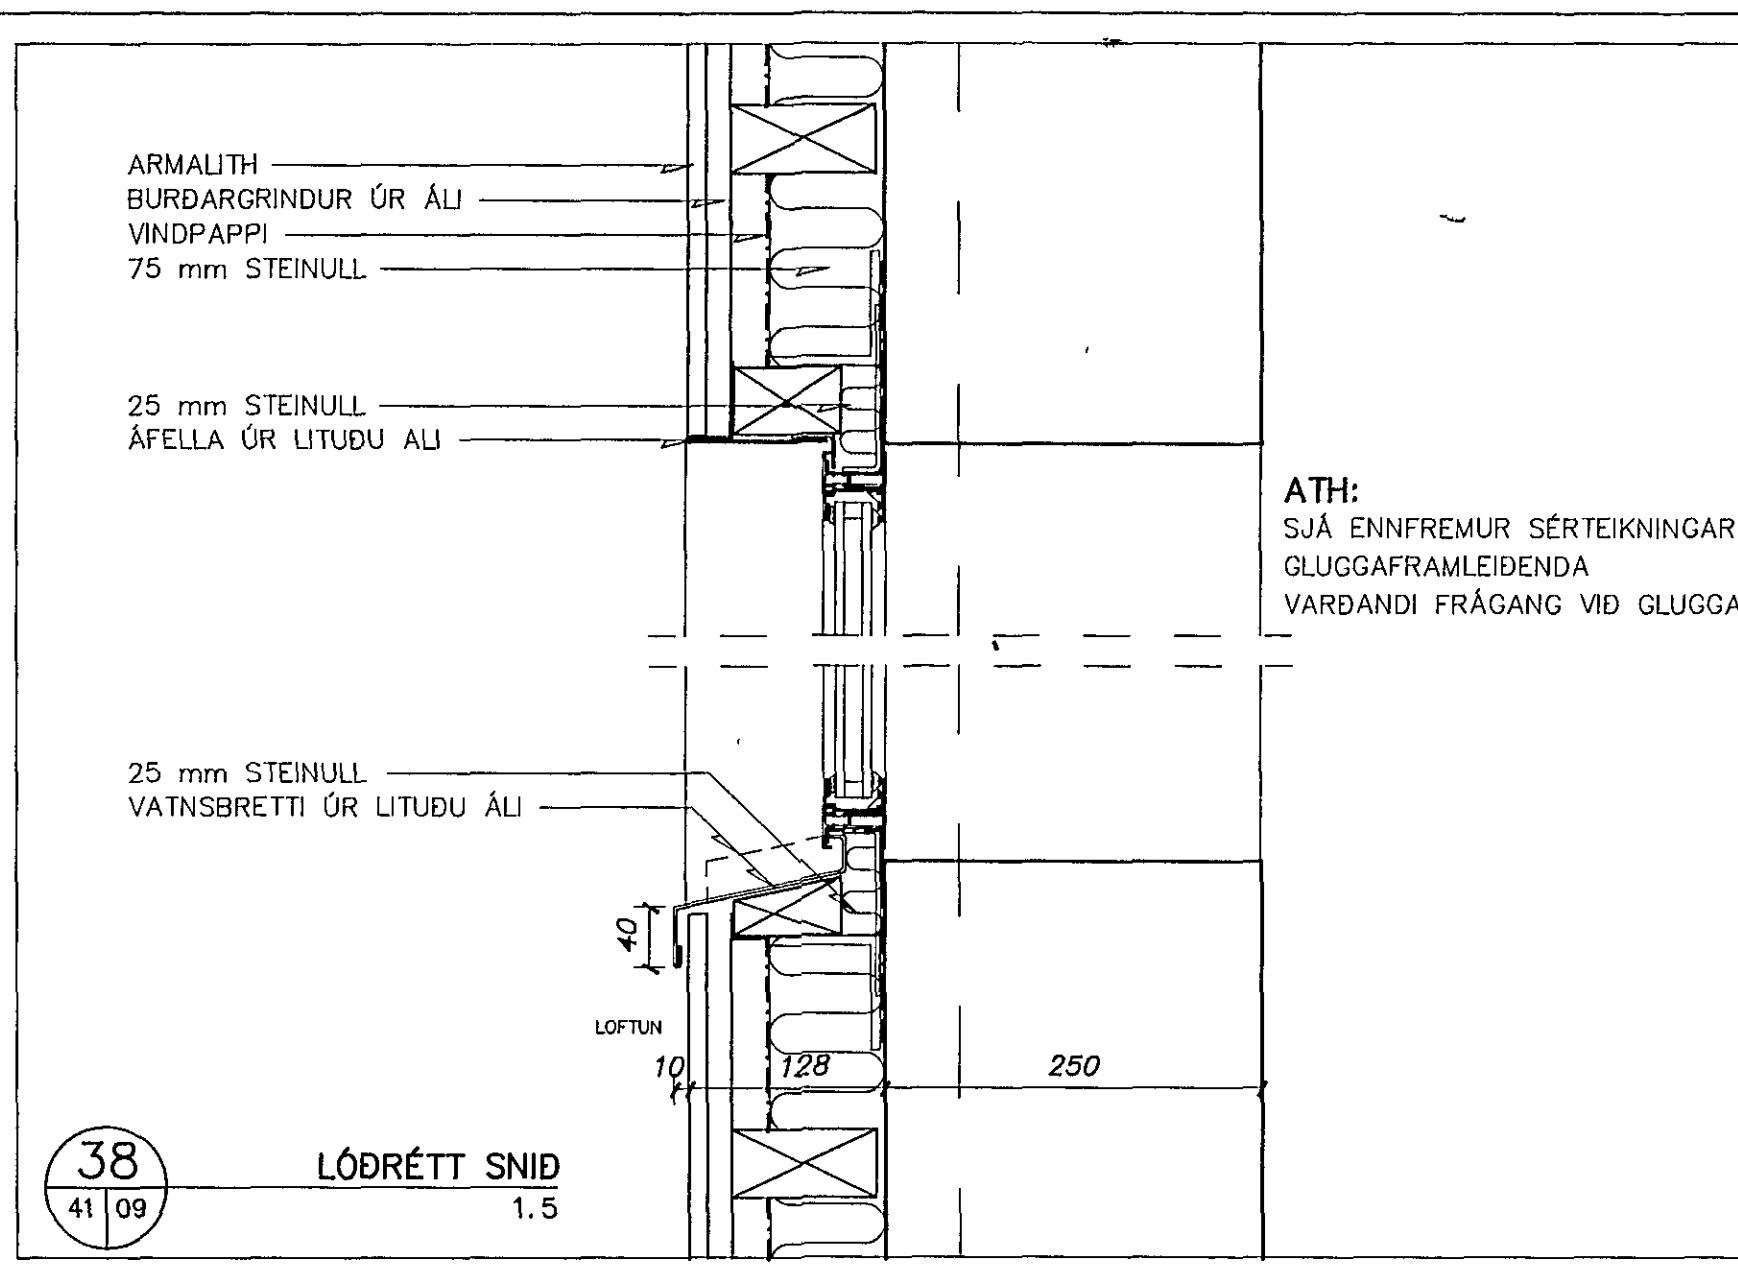 ARMALITH
BURÐARGRINDUR ÚR ÁLI
VINDPAPPI
75 mm STEINULL
25 mm STEINULL
ÁFELLA ÚR LITUÐU ALI
ATH:
SJÁ ENNFREMUR SÉRTEIKNINGAR
GLUGGAFRAMLEIÐENDA
VARÐANDI FRÁGANG VIÐ GLUGGA
25 mm STEINULL
VATNSBRETTI ÚR LITUÐU ÁLI
40
LOFTUN
10 128 250
38
41 09
LÓÐRÉTT SNIÐ
1.5